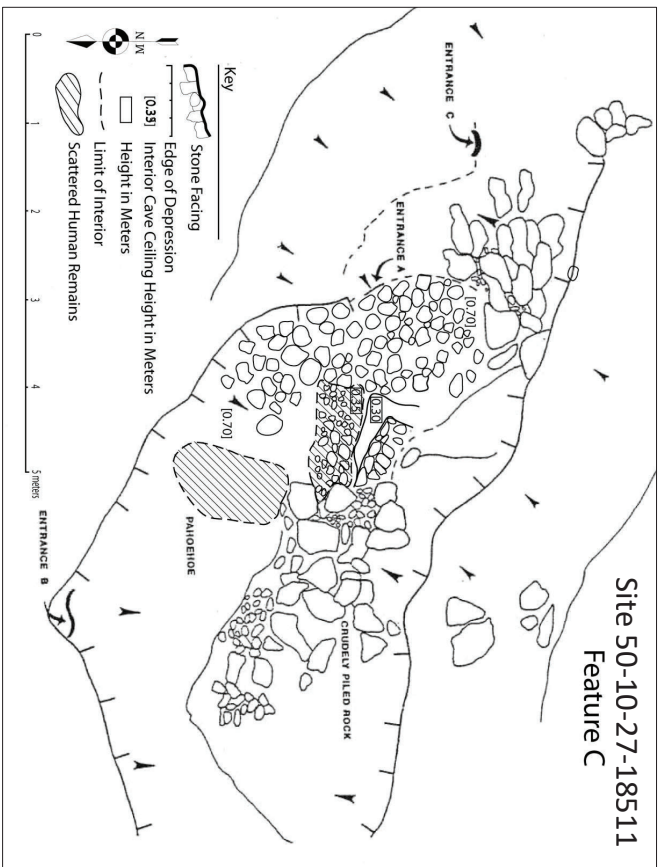 Site 50-10-27-18511
Feature C
ENTRANCE C
ENTRANCE A
[0.70]
0.30
0.35
[0.70]
CRUDELY PILED ROCK
PAHOEHOE
ENTRANCE B
Key
Stone Facing
Edge of Depression
[0.35] Interior Cave Ceiling Height in Meters
Height in Meters
Limit of Interior
Scattered Human Remains
MN
0 1 2 3 4 5 meters